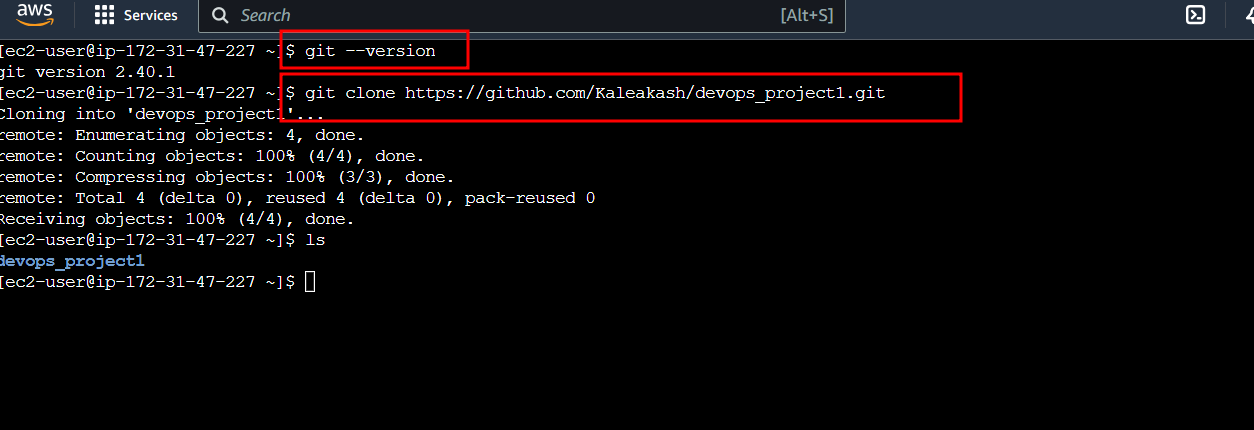 aws Services Search [Alt+S]
[ec2-user@ip-172-31-47-227 ~]$ git --version
git version 2.40.1
[ec2-user@ip-172-31-47-227 ~]$ git clone https://github.com/Kaleakash/devops_project1.git
Cloning into 'devops_project1'...
remote: Enumerating objects: 4, done.
remote: Counting objects: 100% (4/4), done.
remote: Compressing objects: 100% (3/3), done.
remote: Total 4 (delta 0), reused 4 (delta 0), pack-reused 0
Receiving objects: 100% (4/4), done.
[ec2-user@ip-172-31-47-227 ~]$ ls
devops_project1
[ec2-user@ip-172-31-47-227 ~]$